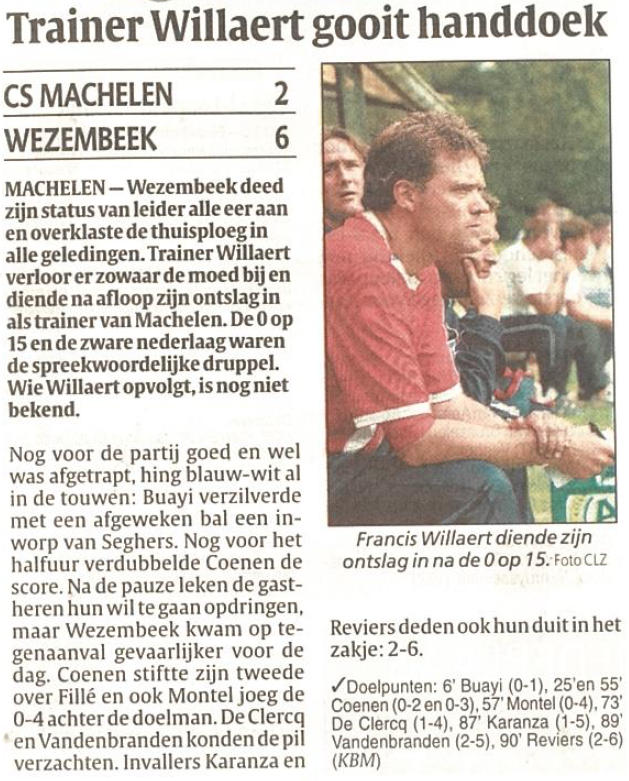 Trainer Willaert gooit handdoek
CS MACHELEN 2
WEZEMBEEK 6
MACHELEN – Wezembeek deed
zijn status van leider alle eer aan
en overklaste de thuisploeg in
alle geledingen. Trainer Willaert
verloor er zowaar de moed bij en
diende na afloop zijn ontslag in
als trainer van Machelen. De 0 op
15 en de zware nederlaag waren
de spreekwoordelijke druppel.
Wie Willaert opvolgt, is nog niet
bekend.
Nog voor de partij goed en wel
was afgetrapt, hing blauw-wit al
in de touwen: Buayi verzilverde
met een afgeweken bal een in-
worp van Seghers. Nog voor het
halfuur verdubbelde Coenen de
score. Na de pauze leken de gast-
heren hun wil te gaan opdringen,
maar Wezembeek kwam op te-
genaanval gevaarlijker voor de
dag. Coenen stiftte zijn tweede
over Fillé en ook Montel joeg de
0-4 achter de doelman. De Clercq
en Vandenbranden konden de pil
verzachten. Invallers Karanza en
Francis Willaert diende zijn
ontslag in na de 0 op 15. Foto CLZ
Reviers deden ook hun duit in het
zakje: 2-6.
✓Doelpunten: 6' Buayi (0-1), 25'en 55'
Coenen (0-2 en 0-3), 57' Montel (0-4), 73'
De Clercq (1-4), 87' Karanza (1-5), 89'
Vandenbranden (2-5), 90' Reviers (2-6)
(KBM)